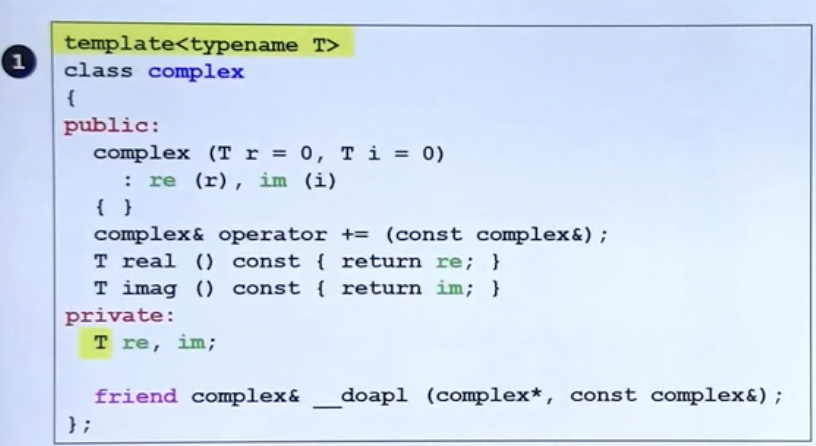 1
template<typename T>
class complex
{
public:
complex (T r = 0, T i = 0)
: re (r), im (i)
{ }
complex& operator += (const complex&);
T real () const { return re; }
T imag () const { return im; }
private:
T re, im;
friend complex& __doapl (complex*, const complex&);
};